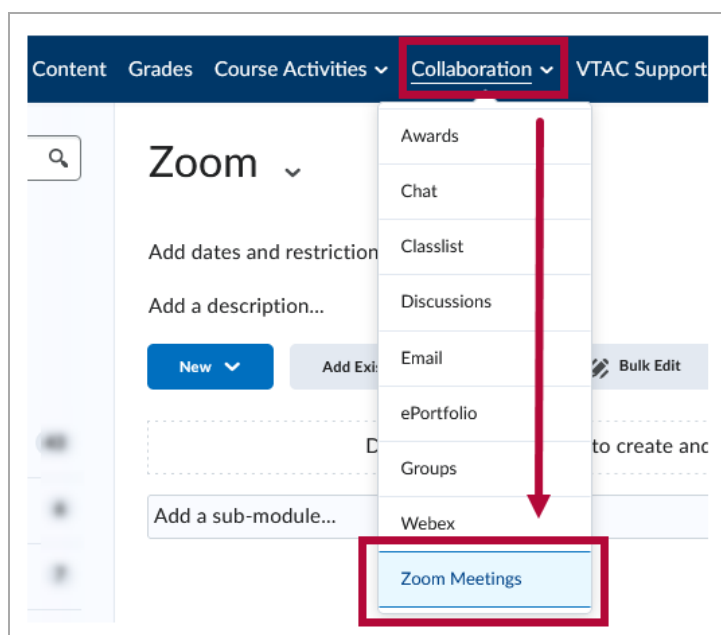 Content Grades Course Activities Collaboration VTAC Support
Zoom
Add dates and restriction
Add a description...
New Add Exi Bulk Edit
D to create and
Add a sub-module...
Awards
Chat
Classlist
Discussions
Email
ePortfolio
Groups
Webex
Zoom Meetings